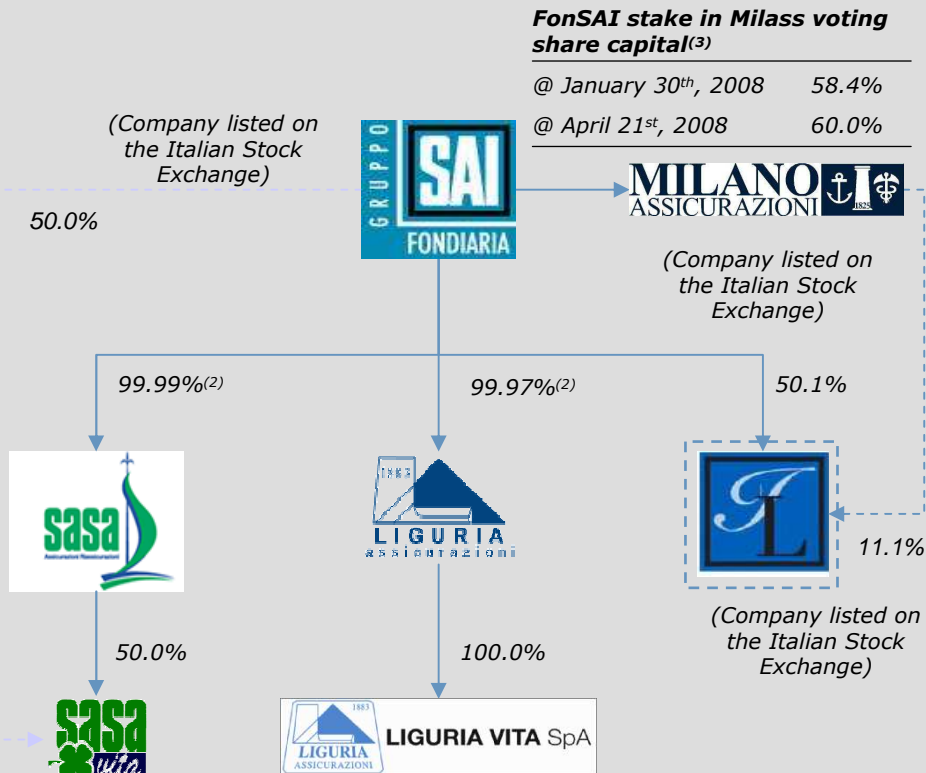 FonSAI stake in Milass voting
share capital(3)
@ January 30th, 2008 58.4%
@ April 21st, 2008 60.0%
(Company listed on
the Italian Stock
Exchange)
50.0%
GRUPPO
SAI
FONDIARIA
MILANO
ASSICURAZIONI
1825
(Company listed on
the Italian Stock
Exchange)
99.99%(2)
99.97%(2)
50.1%
sasa
Assicurazioni Riassicurazioni
1883
LIGURIA
assicurazioni
IL
11.1%
(Company listed on
the Italian Stock
Exchange)
50.0%
100.0%
sasa
vita
1883
LIGURIA
ASSICURAZIONI
LIGURIA VITA SpA